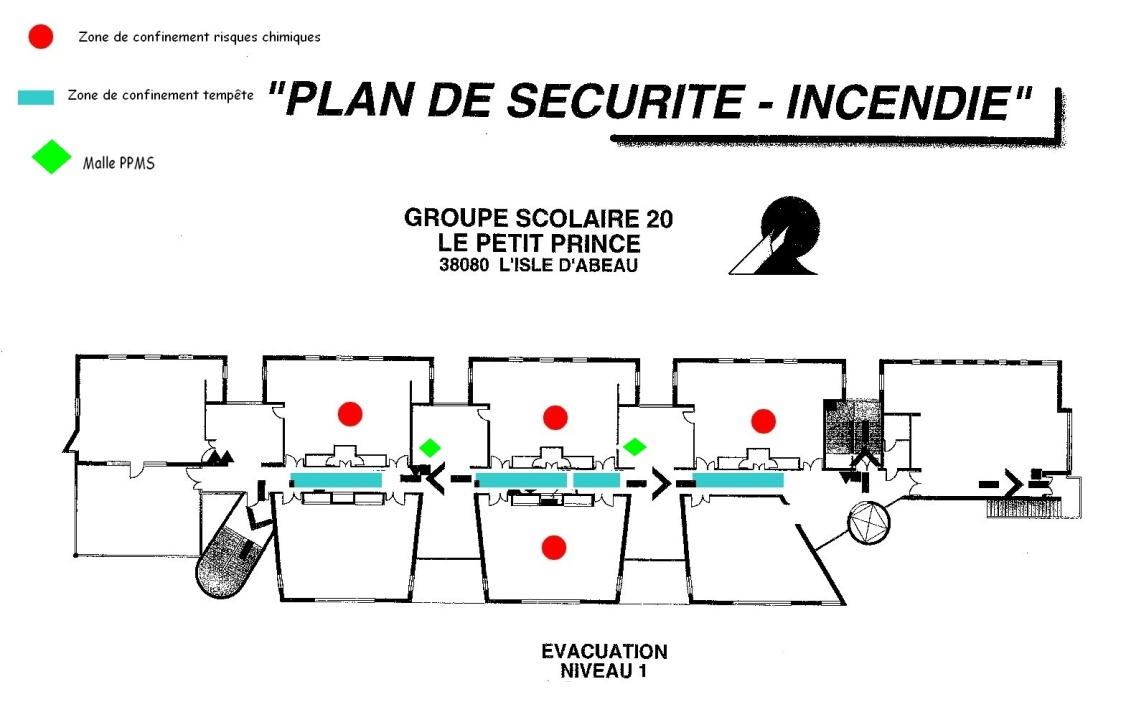 Zone de confinement risques chimiques
Zone de confinement tempête
"PLAN DE SECURITE - INCENDIE"
Malle PPMS
GROUPE SCOLAIRE 20
LE PETIT PRINCE
38080 L'ISLE D'ABEAU
EVACUATION
NIVEAU 1